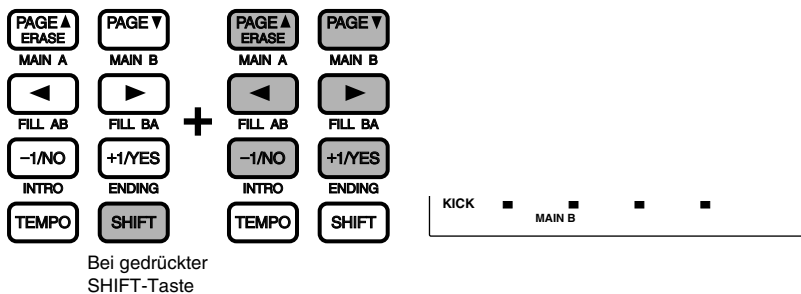 PAGE▲ PAGE▼ PAGE▲ PAGE▼
ERASE ERASE
MAIN A MAIN B MAIN A MAIN B
◄ ► ◄ ►
FILL AB FILL BA + FILL AB FILL BA
−1/NO +1/YES −1/NO +1/YES
INTRO ENDING INTRO ENDING
TEMPO SHIFT TEMPO SHIFT
Bei gedrückter
SHIFT-Taste
KICK
MAIN B